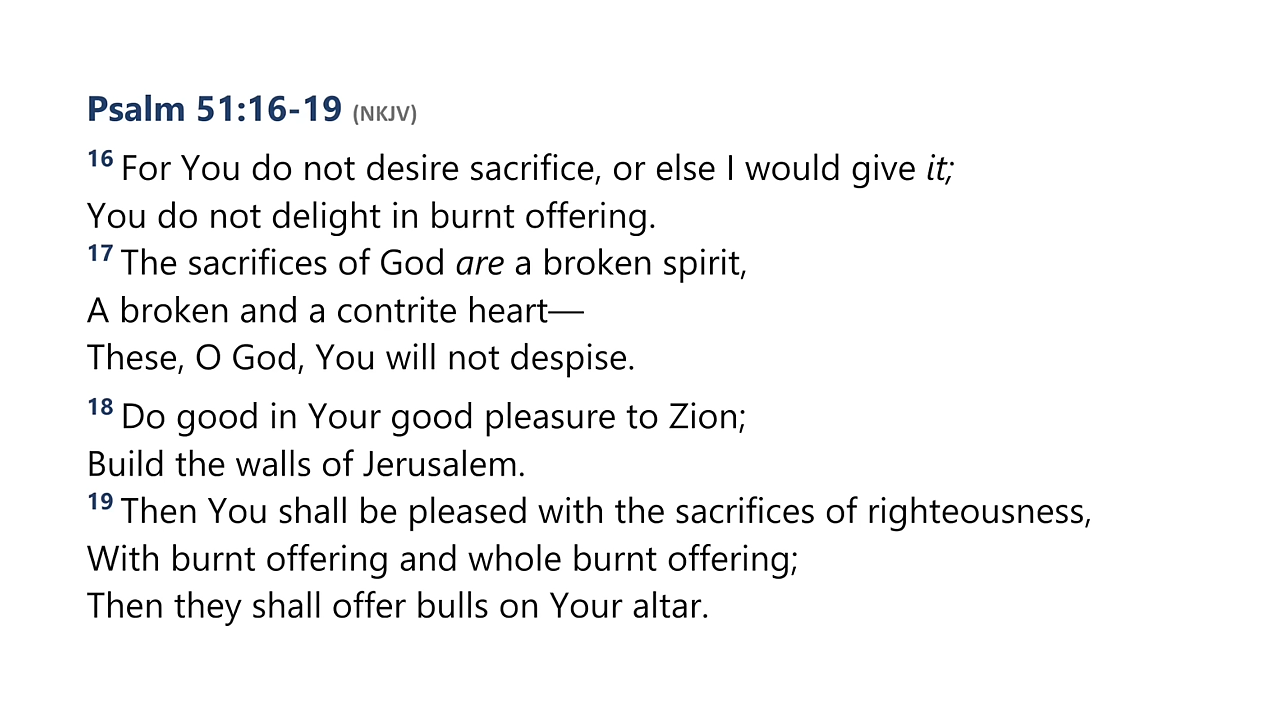 Psalm 51:16-19 (NKJV)
16 For You do not desire sacrifice, or else I would give it;
You do not delight in burnt offering.
17 The sacrifices of God are a broken spirit,
A broken and a contrite heart—
These, O God, You will not despise.
18 Do good in Your good pleasure to Zion;
Build the walls of Jerusalem.
19 Then You shall be pleased with the sacrifices of righteousness,
With burnt offering and whole burnt offering;
Then they shall offer bulls on Your altar.